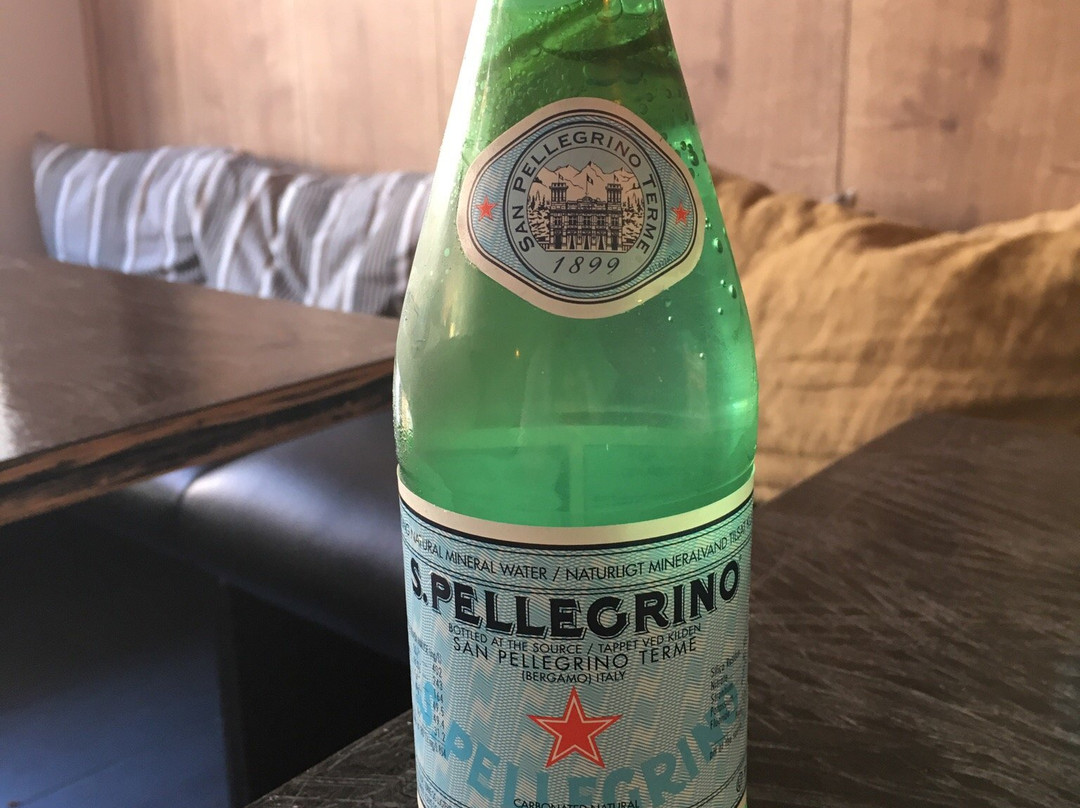 SAN PELLEGRINO TERME
1899
NATURAL MINERAL WATER / NATURLIGT MINERALVAND TILSAT
S.PELLEGRINO
BOTTLED AT THE SOURCE / TAPPET VED KILDEN
SAN PELLEGRINO TERME
(BERGAMO) ITALY
S.PELLEGRINO
CARBONATED NATURAL